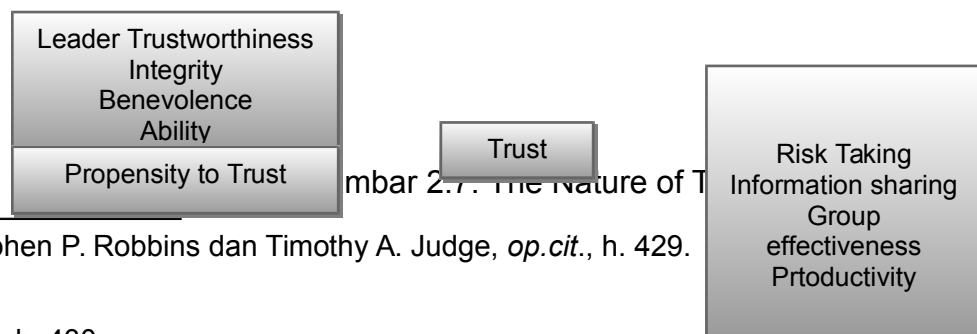 Leader Trustworthiness
Integrity
Benevolence
Ability
Propensity to Trust
Trust
Risk Taking
Information sharing
Group
effectiveness
Prtoductivity
mbar 2.7. The Nature of T
phen P. Robbins dan Timothy A. Judge, op.cit., h. 429.